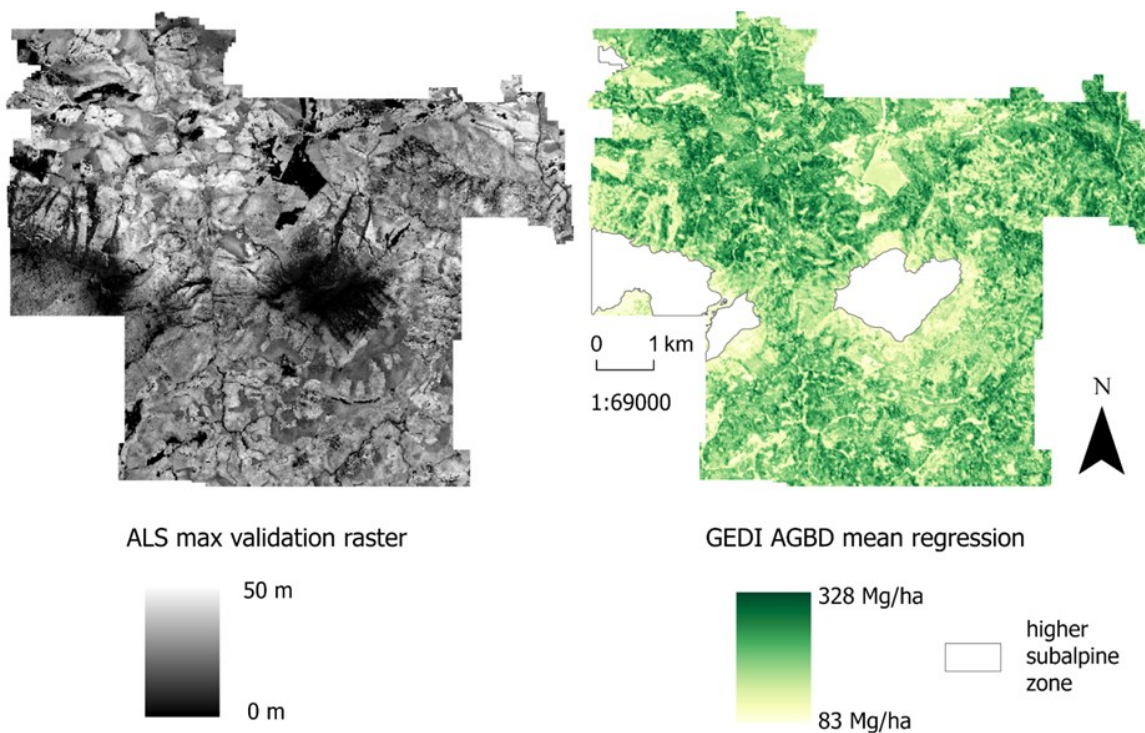 0 1 km
1:69000
N
ALS max validation raster
50 m
0 m
GEDI AGBD mean regression
328 Mg/ha
83 Mg/ha
higher
subalpine
zone